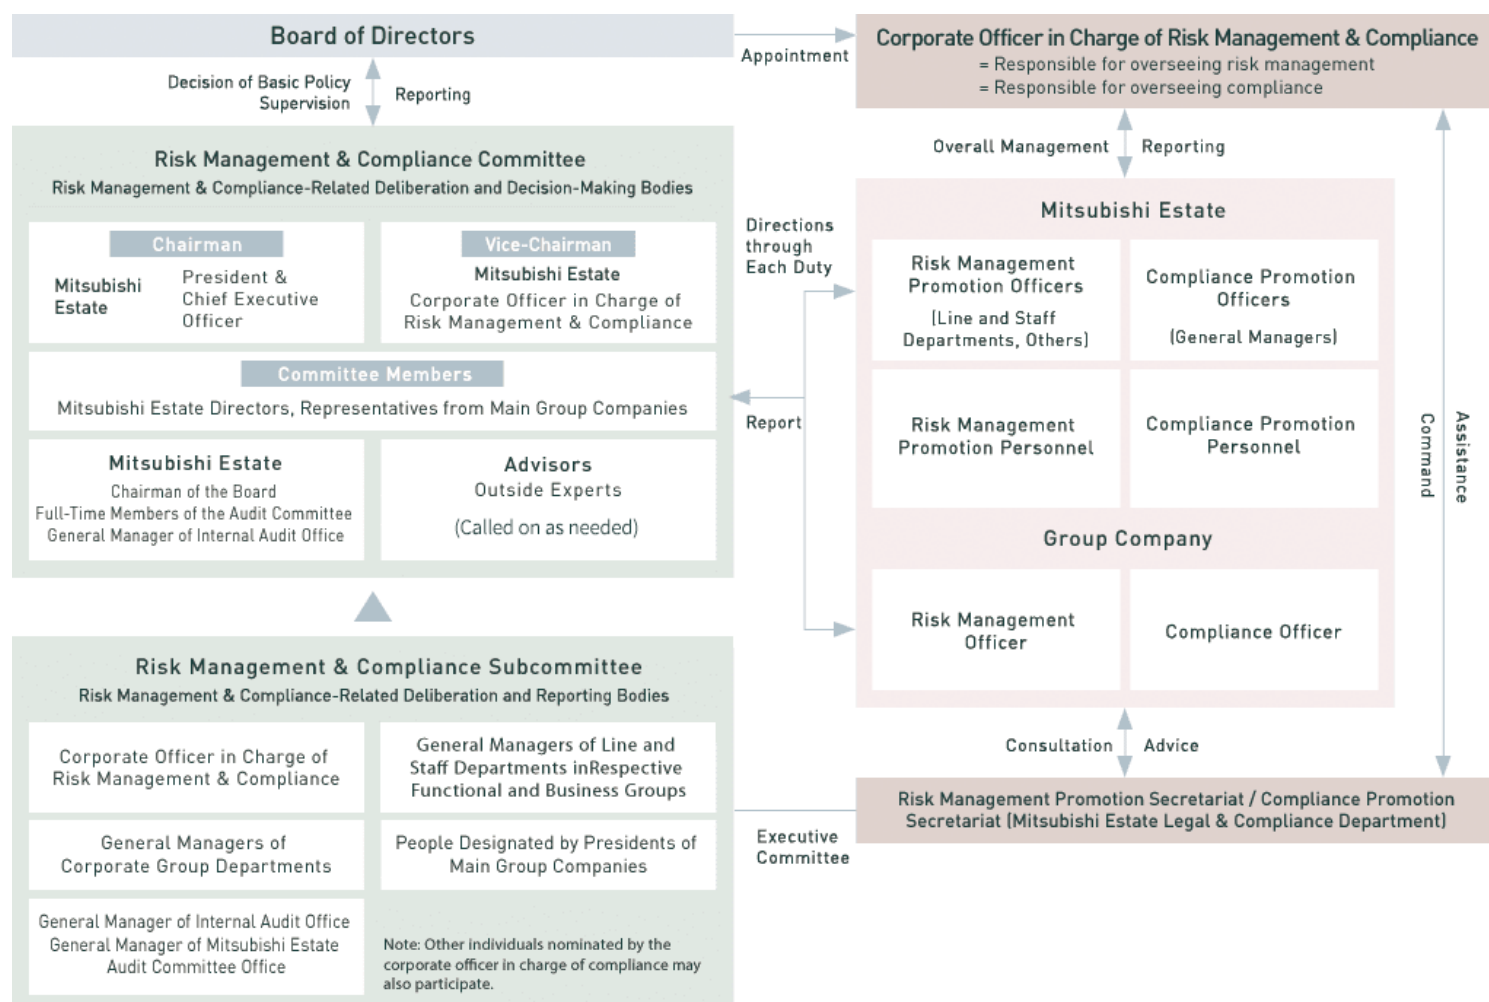 Board of Directors
Appointment
Corporate Officer in Charge of Risk Management & Compliance
= Responsible for overseeing risk management
= Responsible for overseeing compliance
Decision of Basic Policy
Supervision
Reporting
Overall Management
Reporting
Risk Management & Compliance Committee
Risk Management & Compliance-Related Deliberation and Decision-Making Bodies
Chairman
Mitsubishi
Estate
President &
Chief Executive
Officer
Vice-Chairman
Mitsubishi Estate
Corporate Officer in Charge of
Risk Management & Compliance
Committee Members
Mitsubishi Estate Directors, Representatives from Main Group Companies
Mitsubishi Estate
Chairman of the Board
Full-Time Members of the Audit Committee
General Manager of Internal Audit Office
Advisors
Outside Experts
(Called on as needed)
Directions
through
Each Duty
Report
Mitsubishi Estate
Risk Management
Promotion Officers
(Line and Staff
Departments, Others)
Compliance Promotion
Officers
(General Managers)
Risk Management
Promotion Personnel
Compliance Promotion
Personnel
Group Company
Risk Management
Officer
Compliance Officer
Command
Assistance
Consultation
Advice
Risk Management & Compliance Subcommittee
Risk Management & Compliance-Related Deliberation and Reporting Bodies
Corporate Officer in Charge of
Risk Management & Compliance
General Managers of Line and
Staff Departments inRespective
Functional and Business Groups
General Managers of
Corporate Group Departments
People Designated by Presidents of
Main Group Companies
General Manager of Internal Audit Office
General Manager of Mitsubishi Estate
Audit Committee Office
Note: Other individuals nominated by the
corporate officer in charge of compliance may
also participate.
Executive
Committee
Risk Management Promotion Secretariat / Compliance Promotion
Secretariat (Mitsubishi Estate Legal & Compliance Department)